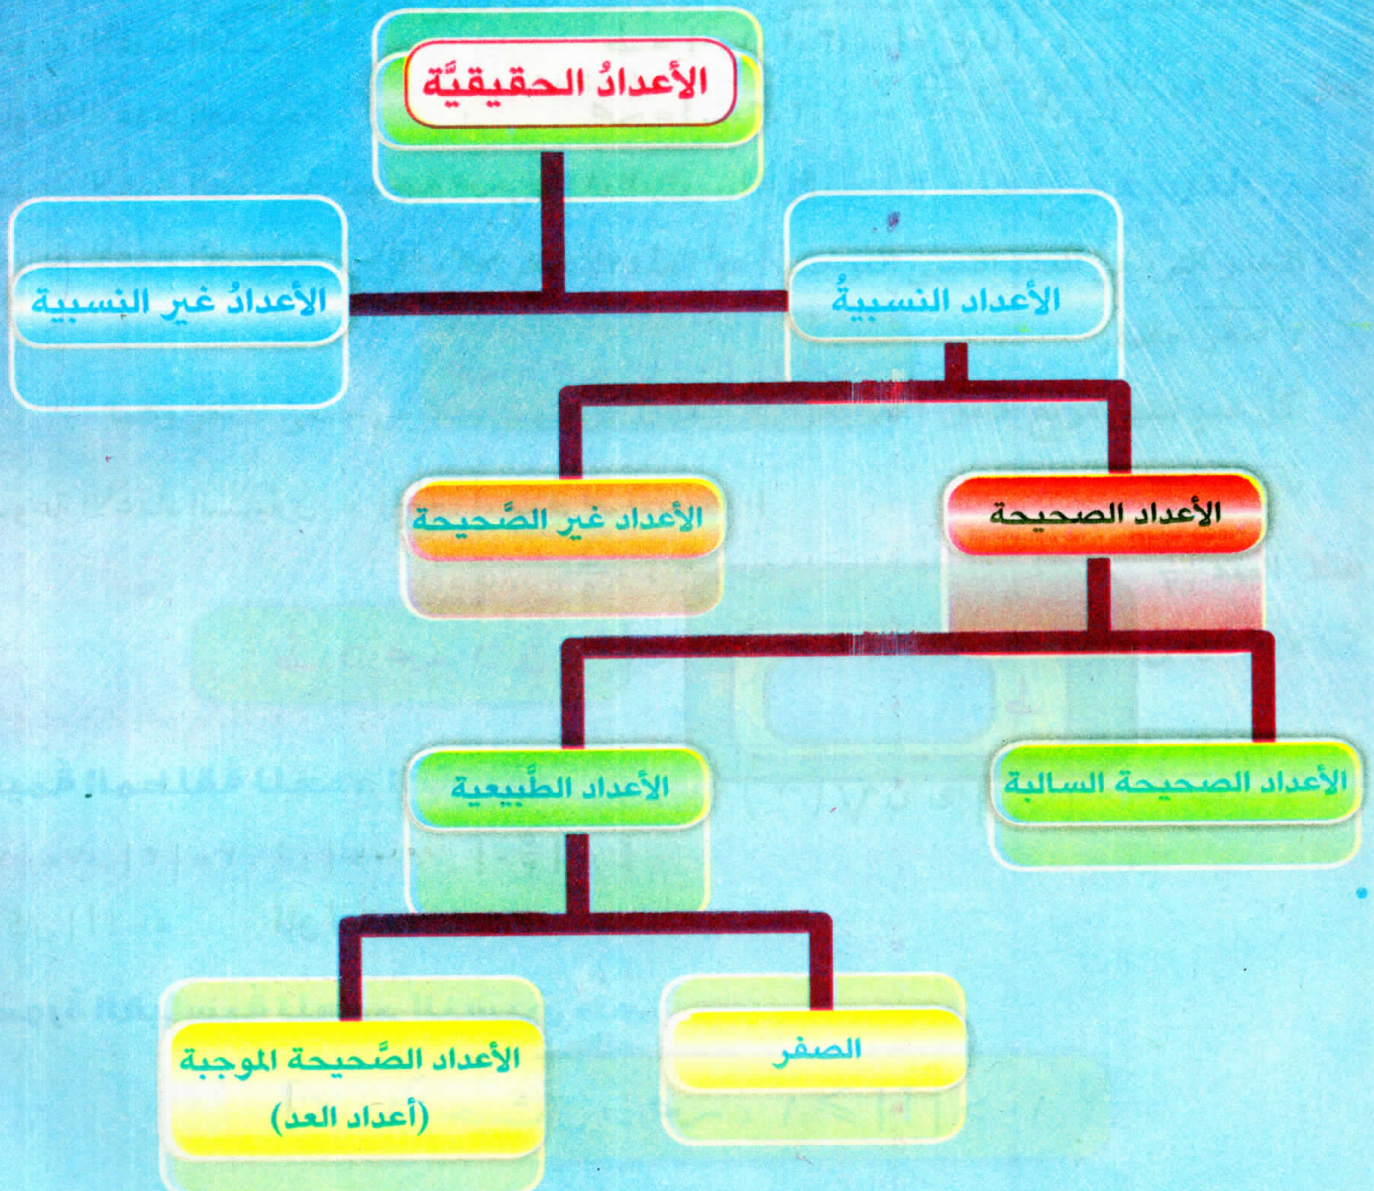 الأعدادُ الحقيقيَّة
الأعداد النسبيةُ
الأعدادُ غير النسبية
الأعداد الصحيحة
الأعداد غير الصَّحيحة
الأعداد الصحيحة السالبة
الأعداد الطَّبيعية
الصفر
الأعداد الصَّحيحة الموجبة
(أعداد العد)